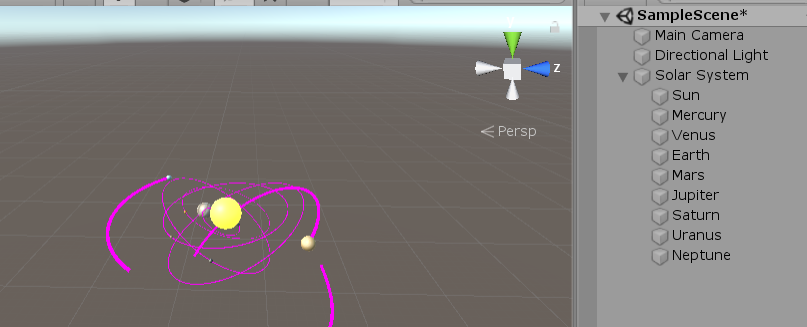 SampleScene*
Main Camera
Directional Light
Solar System
Sun
Mercury
Venus
Earth
Mars
Jupiter
Saturn
Uranus
Neptune
z
Persp